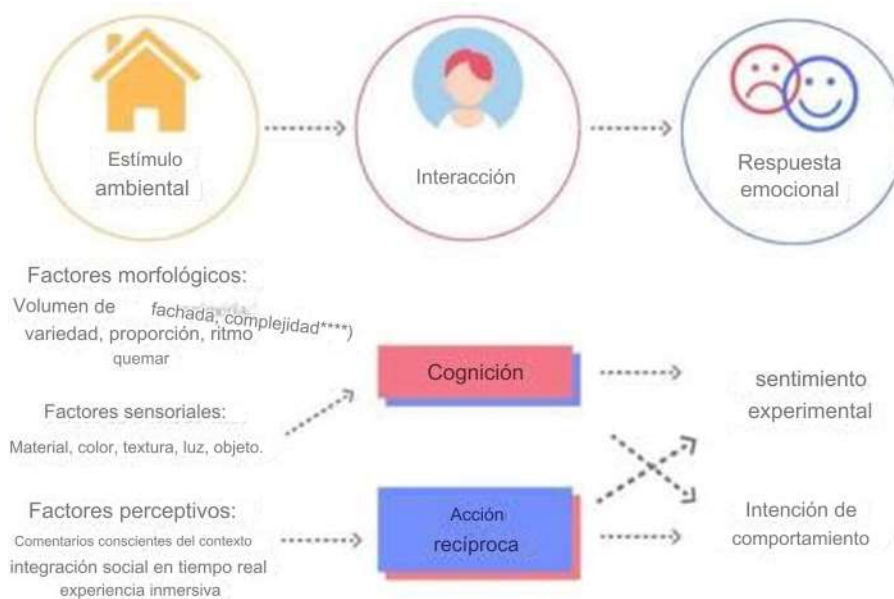 Estímulo
ambiental
Interacción
Respuesta
emocional
Factores morfológicos:
Volumen de fachada, complejidad****)
variedad, proporción, ritmo
quemar
Factores sensoriales:
Material, color, textura, luz, objeto.
Factores perceptivos:
Comentarios conscientes del contexto
integración social en tiempo real
experiencia inmersiva
Cognición
Acción
recíproca
sentimiento
experimental
Intención de
comportamiento